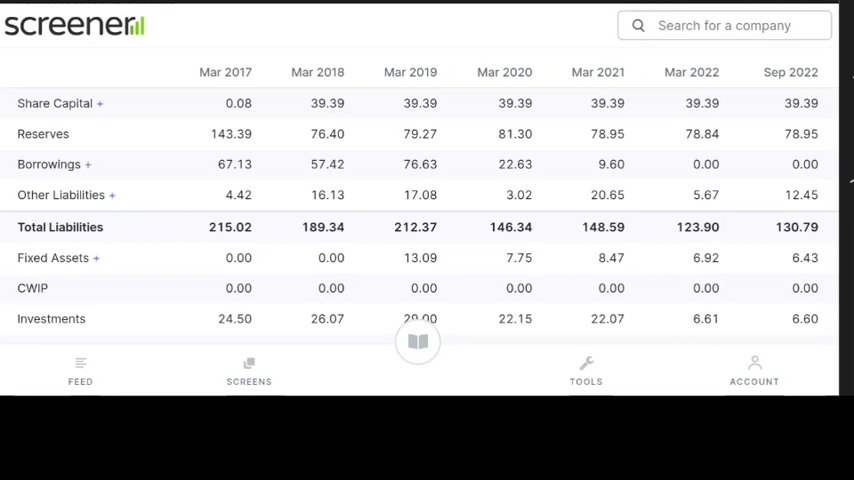 screener
Search for a company
Mar 2017 Mar 2018 Mar 2019 Mar 2020 Mar 2021 Mar 2022 Sep 2022
Share Capital + 0.08 39.39 39.39 39.39 39.39 39.39 39.39
Reserves 143.39 76.40 79.27 81.30 78.95 78.84 78.95
Borrowings + 67.13 57.42 76.63 22.63 9.60 0.00 0.00
Other Liabilities + 4.42 16.13 17.08 3.02 20.65 5.67 12.45
Total Liabilities 215.02 189.34 212.37 146.34 148.59 123.90 130.79
Fixed Assets + 0.00 0.00 13.09 7.75 8.47 6.92 6.43
CWIP 0.00 0.00 0.00 0.00 0.00 0.00 0.00
Investments 24.50 26.07 22.15 22.07 6.61 6.60
FEED SCREENS TOOLS ACCOUNT